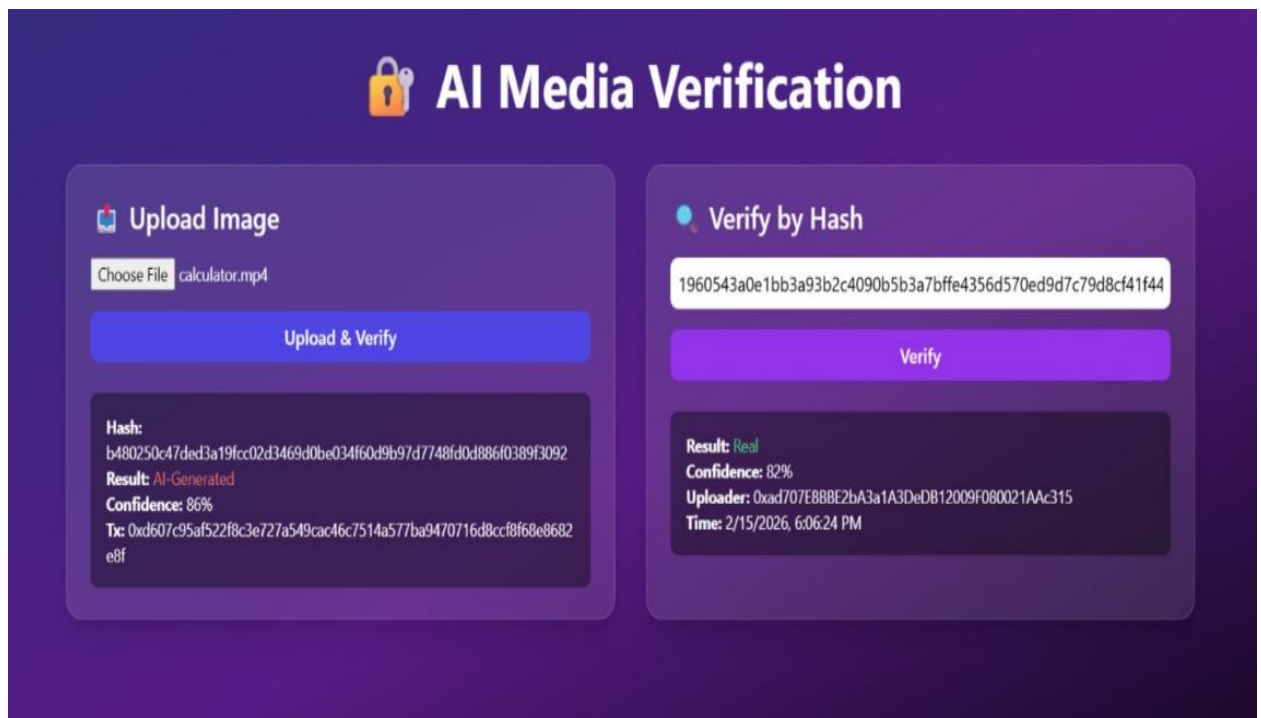 AI Media Verification
Upload Image
Choose File calculator.mp4
Upload & Verify
Hash:
b480250c47ded3a19fcc02d3469d0be034f60d9b97d7748fd0d886f0389f3092
Result: AI-Generated
Confidence: 86%
Tx: 0xd607c95af522f8c3e727a549cac46c7514a577ba9470716d8ccf8f68e8682
e8f
Verify by Hash
1960543a0e1bb3a93b2c4090b5b3a7bffe4356d570ed9d7c79d8cf41f44
Verify
Result: Real
Confidence: 82%
Uploader: 0xad707E8BBE2bA3a1A3DeDB12009F080021AAc315
Time: 2/15/2026, 6:06:24 PM